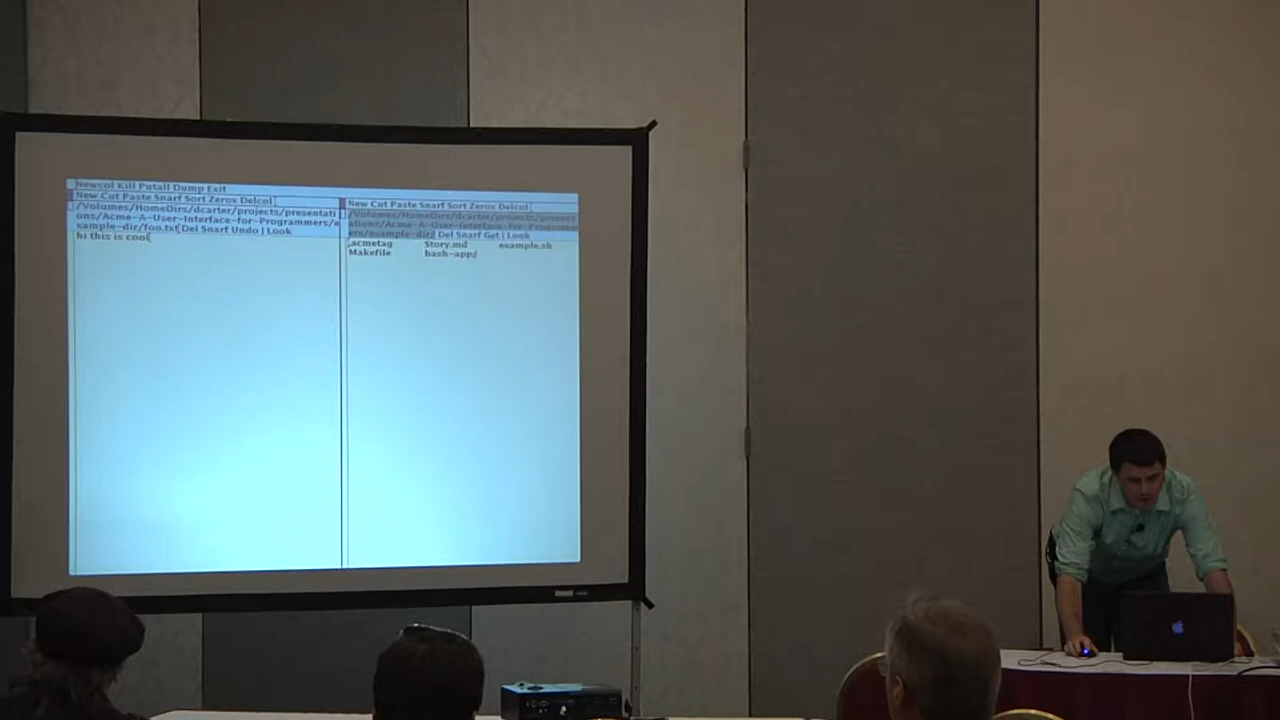 Newcol Kill Putall Dump Exit
New Cut Paste Snarf Sort Zerox Delcol
/Volumes/HomeDirs/dcarter/projects/presentati
ons/Acme-A-User-Interface-for-Programmers/e
xample-dir/foo.txt Del Snarf Undo | Look
hi this is cool
New Cut Paste Snarf Sort Zerox Delcol
/Volumes/HomeDirs/dcarter/projects/present
ations/Acme-A-User-Interface-for-Programm
ers/example-dir/ Del Snarf Get | Look
.acmetag Story.md example.sh
Makefile bash-app/